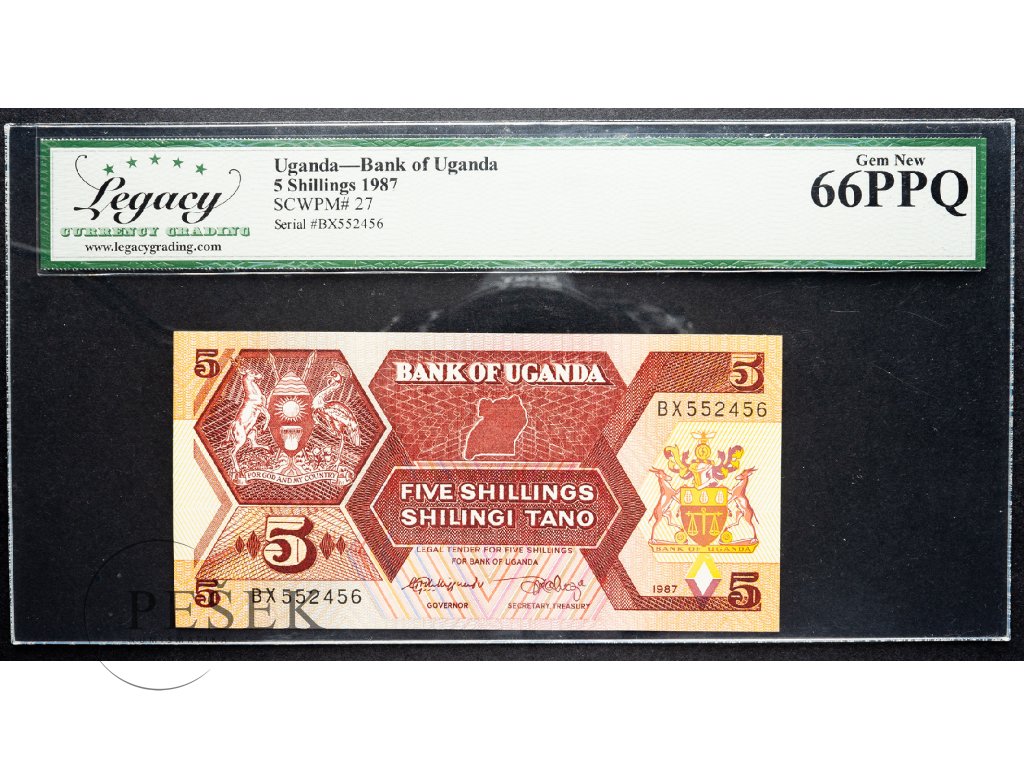 Legacy
CURRENCY GRADING
www.legacygrading.com
Uganda—Bank of Uganda
5 Shillings 1987
SCWPM# 27
Serial #BX552456
Gem New
66PPQ
5
BANK OF UGANDA
5
BX552456
FOR GOD AND MY COUNTRY
FIVE SHILLINGS
SHILINGI TANO
BANK OF UGANDA
5
LEGAL TENDER FOR FIVE SHILLINGS
FOR BANK OF UGANDA
5
BX552456
GOVERNOR
SECRETARY, TREASURY
1987
5
PESEK